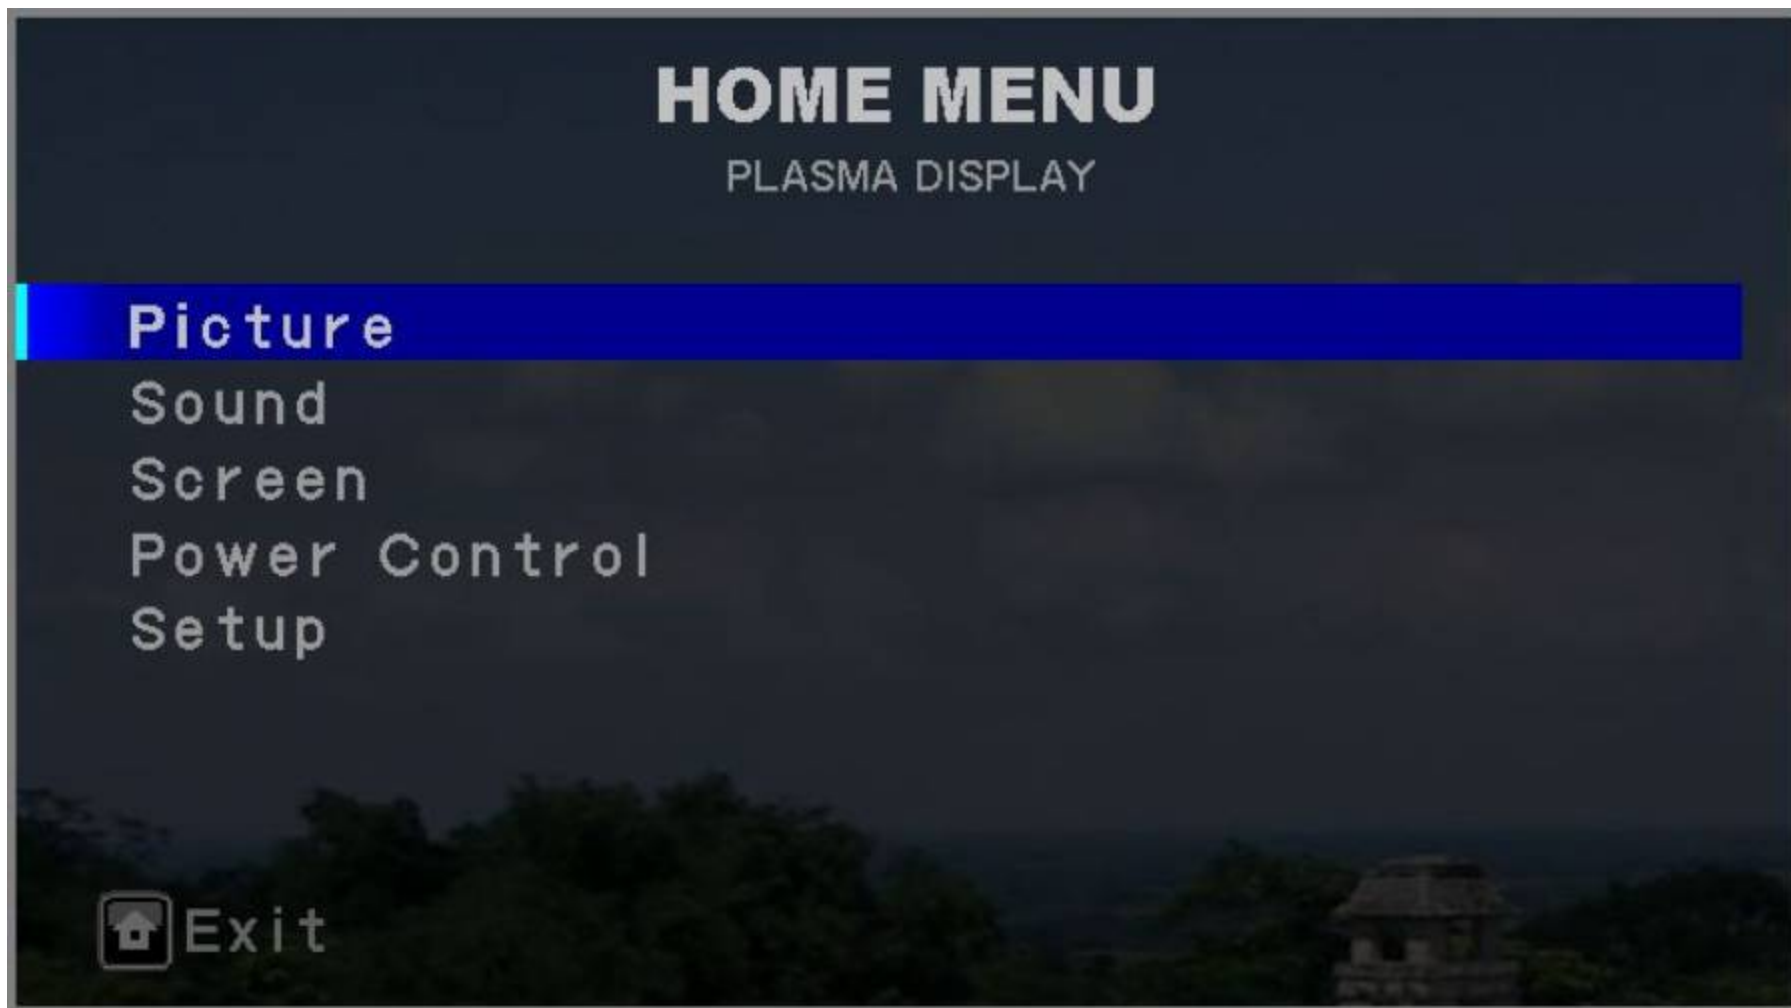 HOME MENU
PLASMA DISPLAY
Picture
Sound
Screen
Power Control
Setup
Exit